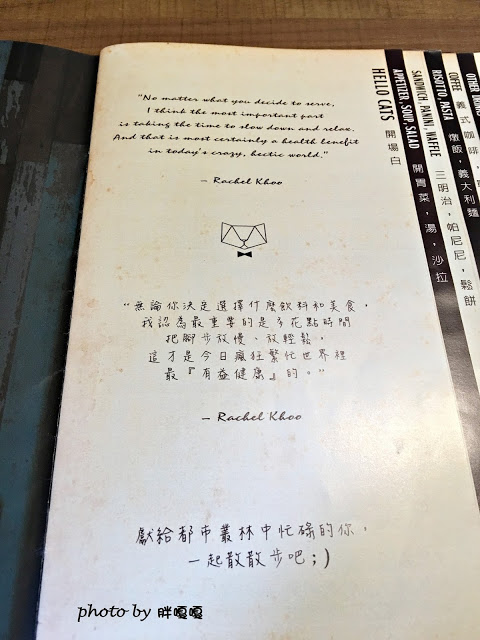 "No matter what you decide to serve,
I think the most important part
is taking the time to slow down and relax.
And that is most certainly a health benefit
in today's crazy, hectic world."
– Rachel Khoo
"無論你決定選擇什麼飲料和美食，
我認為最重要的是多花點時間
把腳步放慢、放輕鬆，
這才是今日瘋狂繁忙世界裡
最『有益健康』的。"
– Rachel Khoo
獻給都市叢林中忙碌的你，
一起散散步吧；)
HELLO CATS 開場白
APPETIZER, SOUP, SALAD 開胃菜，湯，沙拉
SANDWICH, PANINI, WAFFLE 三明治，帕尼尼，鬆餅
RISOTTO, PASTA 燉飯，義大利麵
COFFEE 義式咖啡，
OTHER
photo by 胖嘎嘎